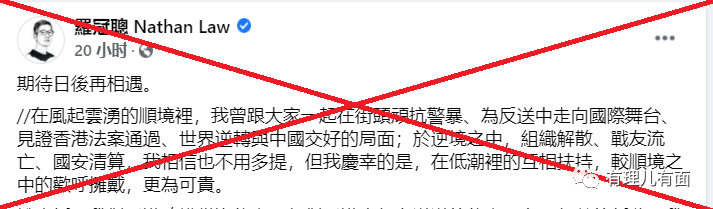 羅冠聰 Nathan Law
20 小时
期待日後再相遇。
//在風起雲湧的順境裡，我曾跟大家一起在街頭頑抗警暴、為反送中走向國際舞台、
見證香港法案通過、世界逆轉與中國交好的局面；於逆境之中，組織解散、戰友流
亡、國安清算，我相信也不用多提，但我慶幸的是，在低潮裡的互相扶持，較順境之
中的歡呼擁戴，更為可貴。
有理儿有面